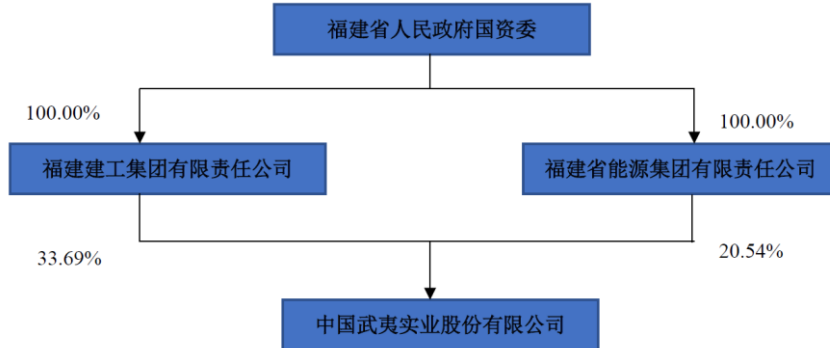 福建省人民政府国资委
100.00%
100.00%
福建建工集团有限责任公司
福建省能源集团有限责任公司
33.69%
20.54%
中国武夷实业股份有限公司